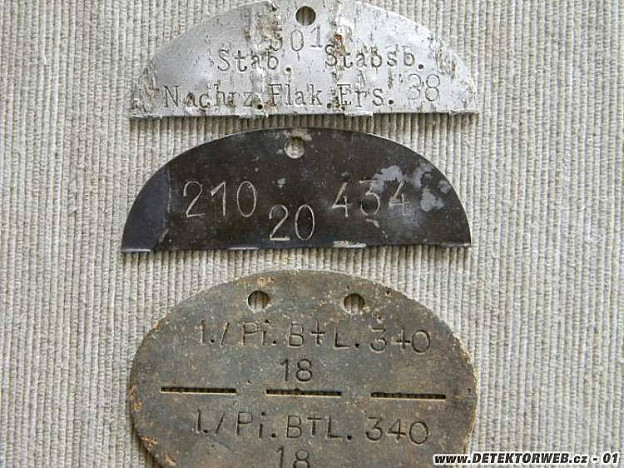 301
Stab. Stabsb.
Nachrz. Flak. Ers. 38
210 434
20
1./Pi.BtL.340
18
1./Pi.BTL.340
18
www.DETEKTORWEB.cz - 01